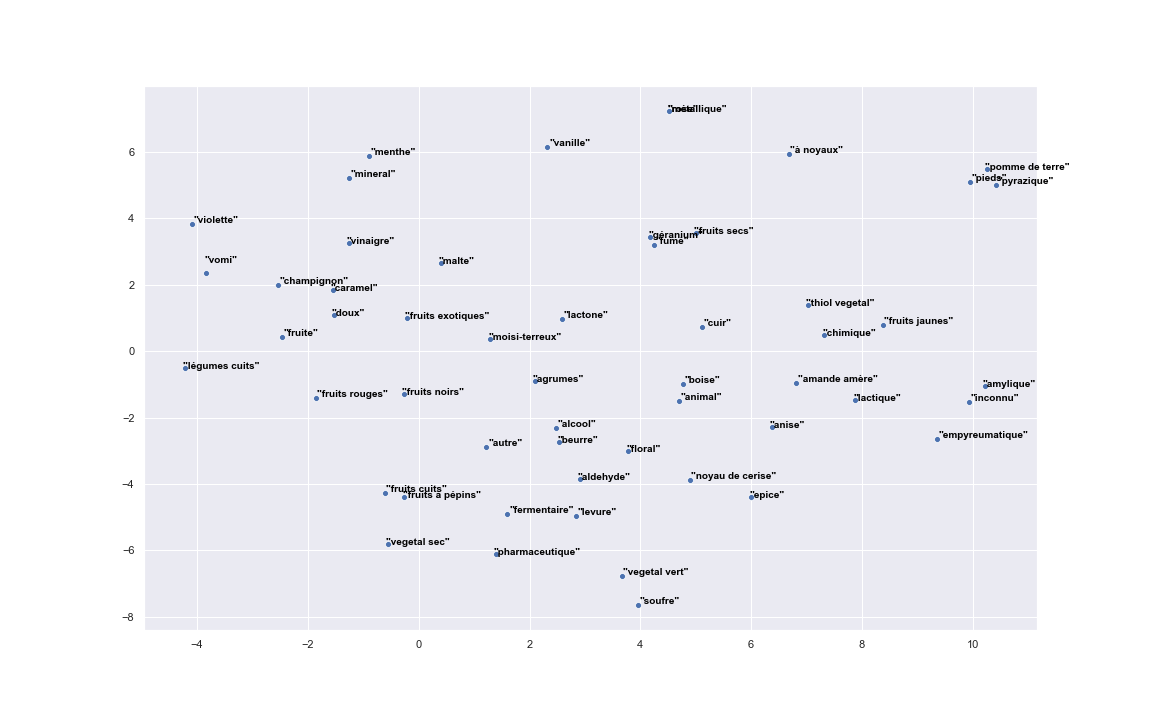 "métallique"
"vanille"
"à noyaux"
"menthe"
6
"pomme de terre"
"mineral"
"pieds"
"pyrazique"
"violette"
4
"fruits secs"
"géranium"
"vinaigre"
"fumé"
"vomi"
"malte"
"champignon"
2
"caramel"
"thiol vegetal"
"doux"
"fruits exotiques"
"lactone"
"fruits jaunes"
"cuir"
"fruite"
"moisi-terreux"
"chimique"
0
"légumes cuits"
"agrumes"
"boise"
"amande amère"
"amylique"
"fruits rouges"
"fruits noirs"
"animal"
"lactique"
"inconnu"
−2
"alcool"
"anise"
"autre"
"beurre"
"floral"
"empyreumatique"
"aldehyde"
"noyau de cerise"
−4
"fruits cuits"
"fruits à pépins"
"epice"
"fermentaire"
"levure"
"vegetal sec"
−6
"pharmaceutique"
"vegetal vert"
"soufre"
−8
−4 −2 0 2 4 6 8 10